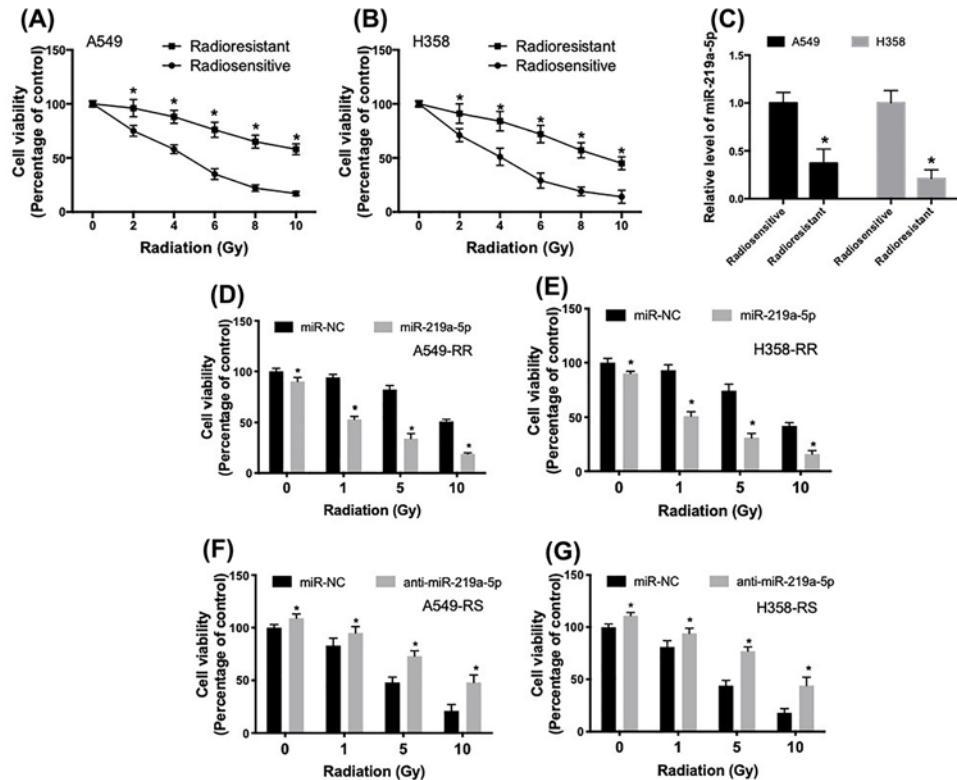 (A)
A549
Radioresistant
Radiosensitive
Cell viability
(Percentage of control)
150
100
50
0
* * * * *
0 2 4 6 8 10
Radiation (Gy)
(B)
H358
Radioresistant
Radiosensitive
Cell viability
(Percentage of control)
150
100
50
0
* * * * *
0 2 4 6 8 10
Radiation (Gy)
(C)
A549 H358
Relative level of miR-219a-5p
1.5
1.0
0.5
0.0
* *
Radiosensitive Radioresistant Radiosensitive Radioresistant
(D)
miR-NC miR-219a-5p
A549-RR
Cell viability
(Percentage of control)
150
100
50
0
* * * *
0 1 5 10
Radiation (Gy)
(E)
miR-NC miR-219a-5p
H358-RR
Cell viability
(Percentage of control)
150
100
50
0
* * * *
0 1 5 10
Radiation (Gy)
(F)
miR-NC anti-miR-219a-5p
A549-RS
Cell viability
(Percentage of control)
150
100
50
0
* * * *
0 1 5 10
Radiation (Gy)
(G)
miR-NC anti-miR-219a-5p
H358-RS
Cell viability
(Percentage of control)
150
100
50
0
* * * *
0 1 5 10
Radiation (Gy)